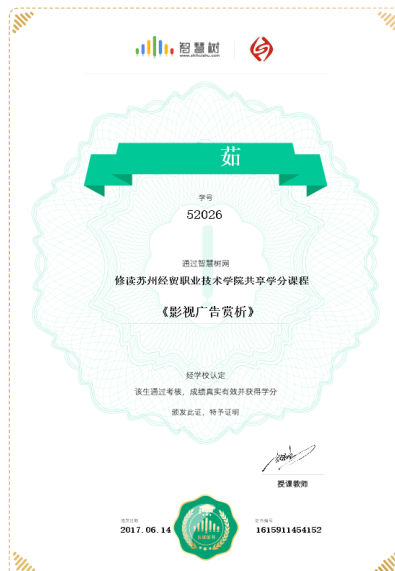 智慧树
www.zhihuishu.com
茹
学号
52026
通过智慧树网
修读苏州经贸职业技术学院共享学分课程
《影视广告赏析》
经学校认定
该生通过考核，成绩真实有效并获得学分
颁发此证，特予证明
授课教师
2017.06.14
1615911454152